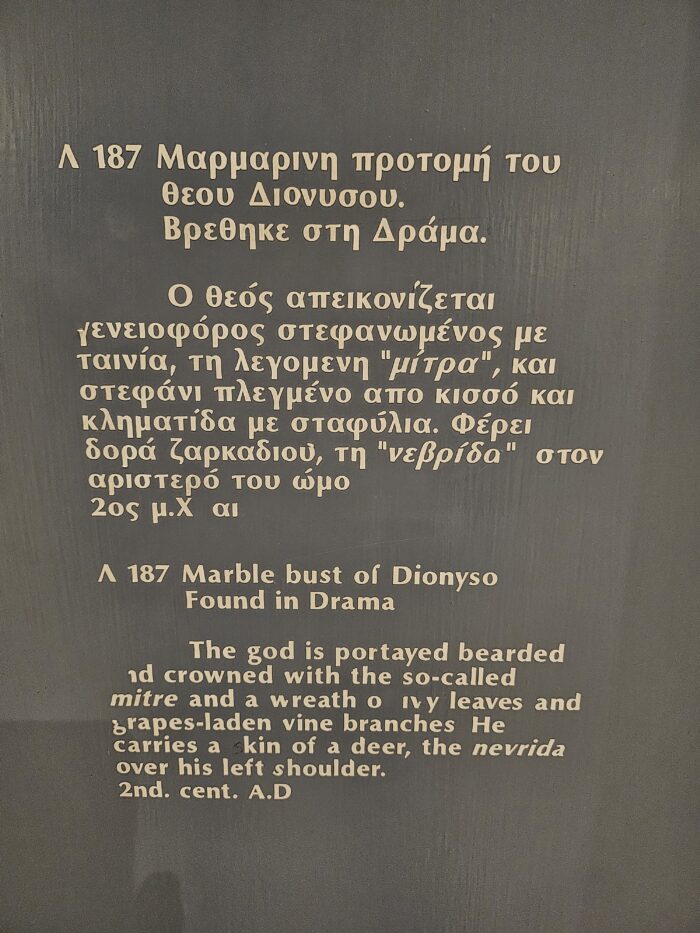 Λ 187 Μαρμαρινη προτομή του
θεου Διονυσου.
Βρεθηκε στη Δράμα.
Ο θεός απεικονίζεται
γενειοφόρος στεφανωμένος με
ταινία, τη λεγομενη "μίτρα", και
στεφάνι πλεγμένο απο κισσό και
κληματίδα με σταφύλια. Φέρει
δορά ζαρκαδιου, τη "νεβρίδα" στον
αριστερό του ώμο
2ος μ.Χ αι
Λ 187 Marble bust of Dionyso
Found in Drama
The god is portayed bearded
nd crowned with the so-called
mitre and a wreath o ivy leaves and
grapes-laden vine branches He
carries a skin of a deer, the nevrida
over his left shoulder.
2nd. cent. A.D